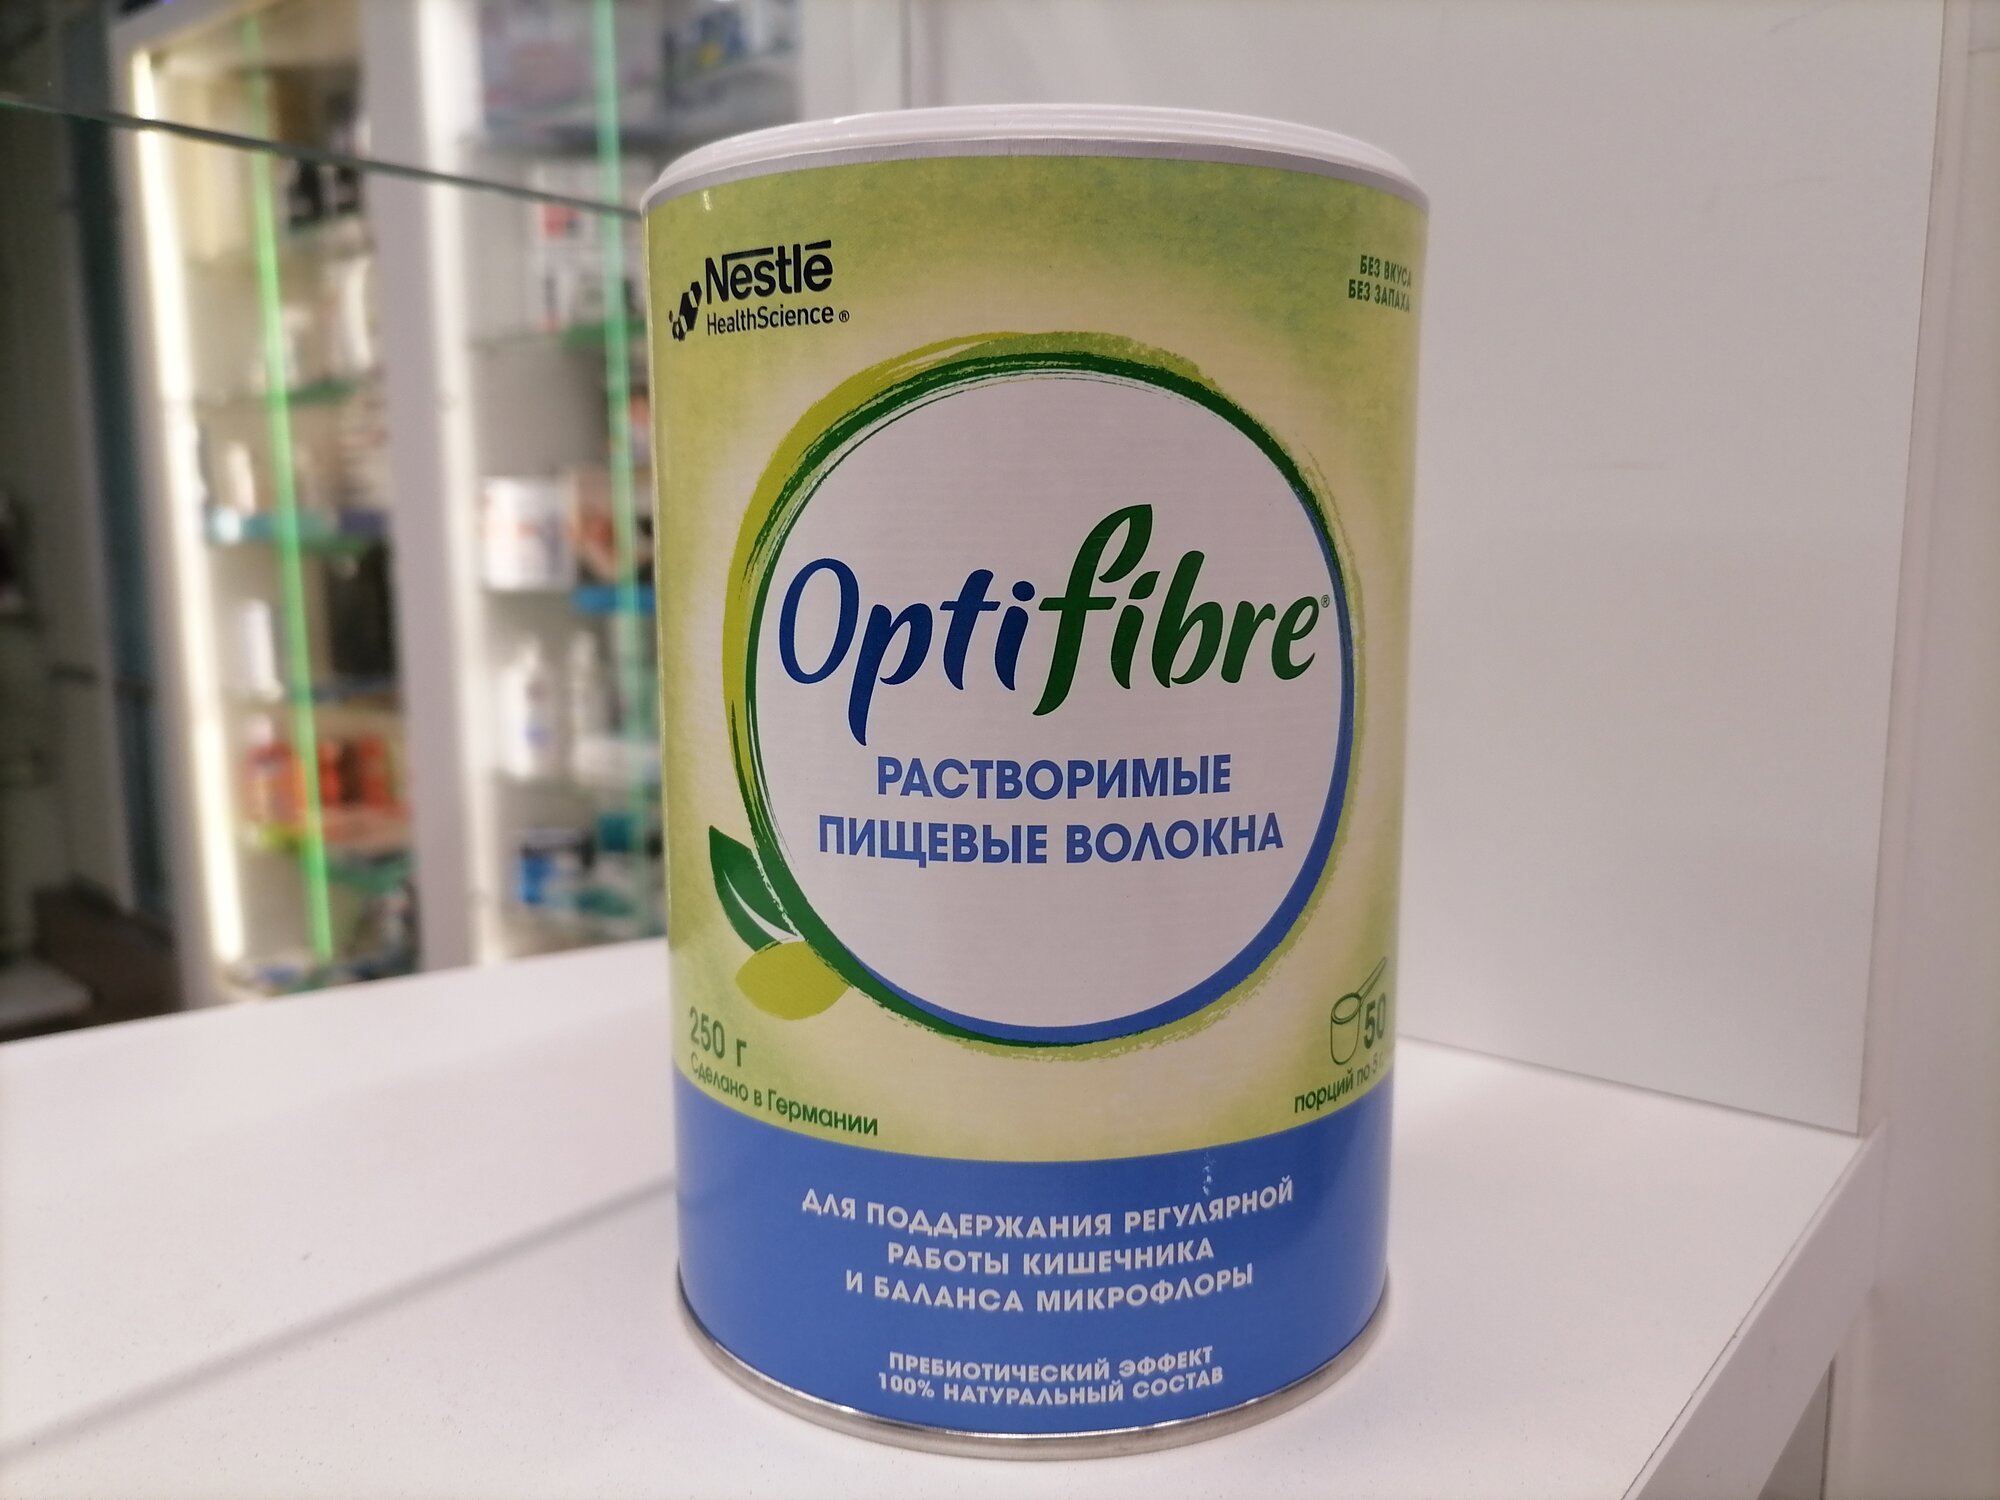 Nestlē
HealthScience ®
БЕЗ ВКУСА
БЕЗ ЗАПАХА
Optifibre®
РАСТВОРИМЫЕ
ПИЩЕВЫЕ ВОЛОКНА
250 г
Сделано в Германии
50
порций по 5 г
ДЛЯ ПОДДЕРЖАНИЯ РЕГУЛЯРНОЙ
РАБОТЫ КИШЕЧНИКА
И БАЛАНСА МИКРОФЛОРЫ
ПРЕБИОТИЧЕСКИЙ ЭФФЕКТ
100% НАТУРАЛЬНЫЙ СОСТАВ